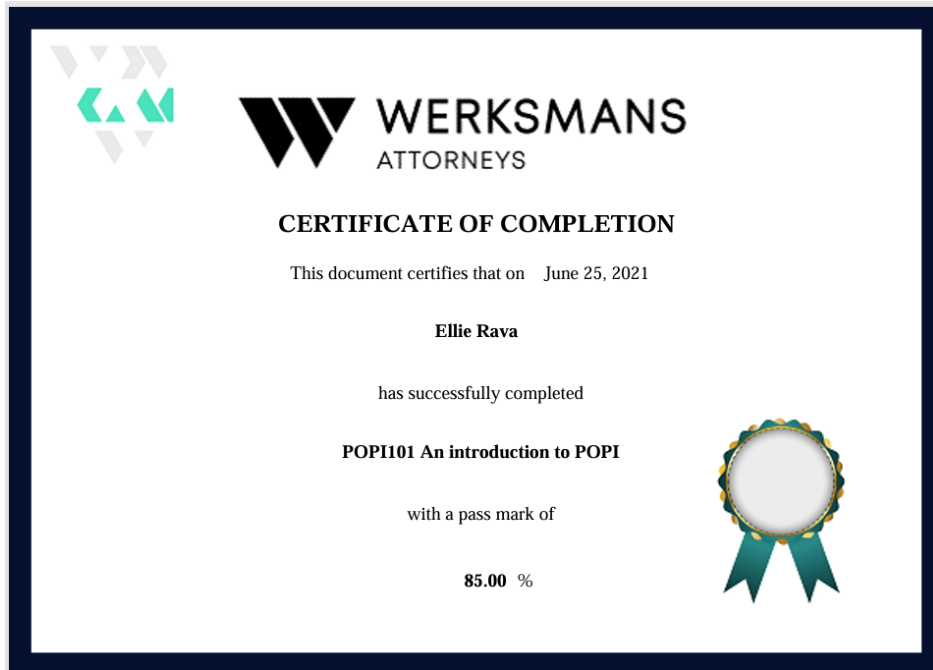 WERKSMANS
ATTORNEYS
CERTIFICATE OF COMPLETION
This document certifies that on June 25, 2021
Ellie Rava
has successfully completed
POPI101 An introduction to POPI
with a pass mark of
85.00 %